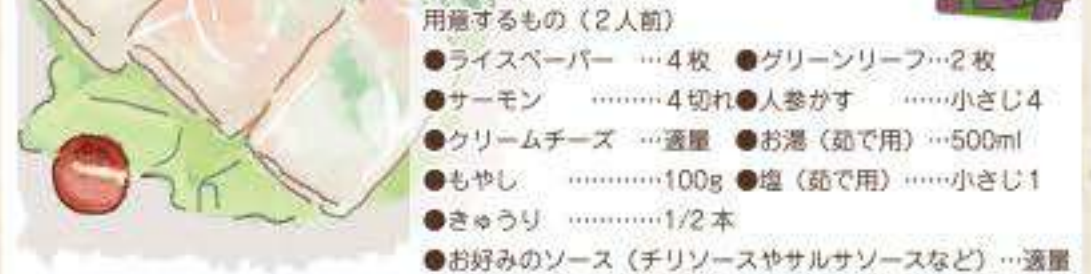 用意するもの（2人前）
●ライスペーパー …4枚 ●グリーンリーフ…2枚
●サーモン ………4切れ●人参かす ……小さじ4
●クリームチーズ …適量 ●お湯（茹で用）…500ml
●もやし …………100g ●塩（茹で用）……小さじ1
●きゅうり …………1/2本
●お好みのソース（チリソースやサルサソースなど）…適量